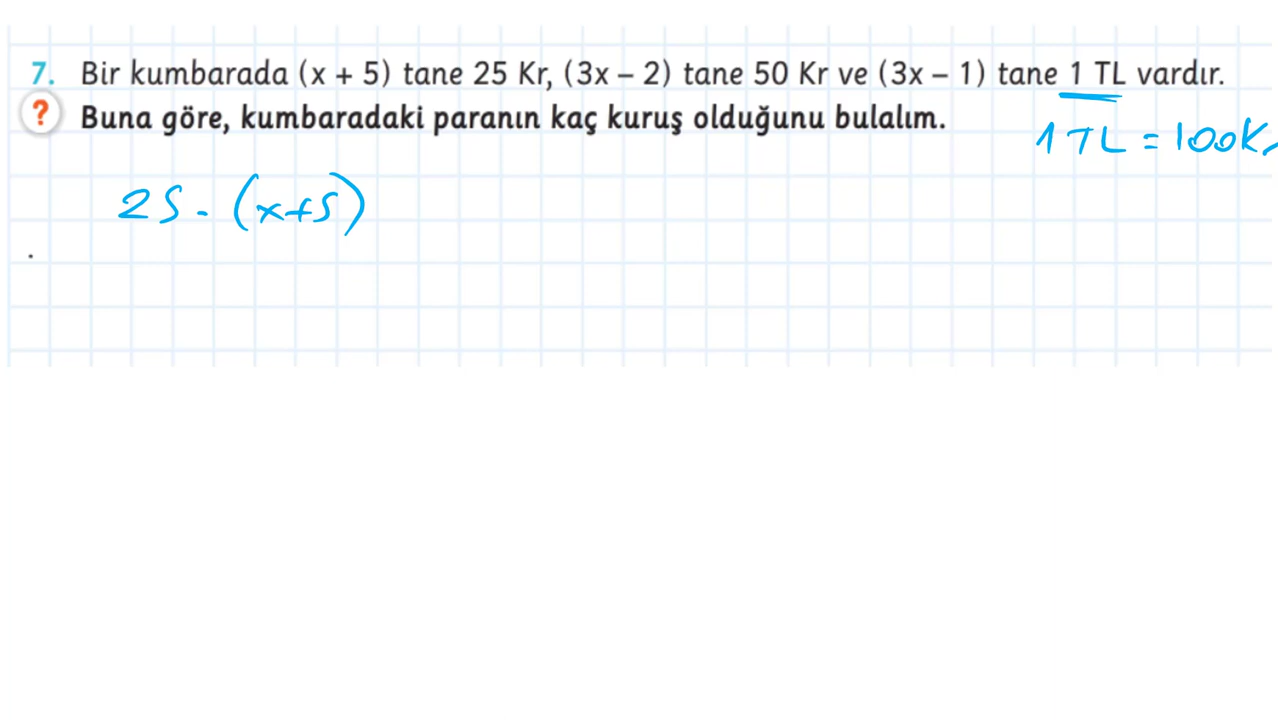 7. Bir kumbarada (x + 5) tane 25 Kr, (3x – 2) tane 50 Kr ve (3x – 1) tane 1 TL vardır.
? Buna göre, kumbaradaki paranın kaç kuruş olduğunu bulalım.
1 TL = 100K
25 . (x+5)